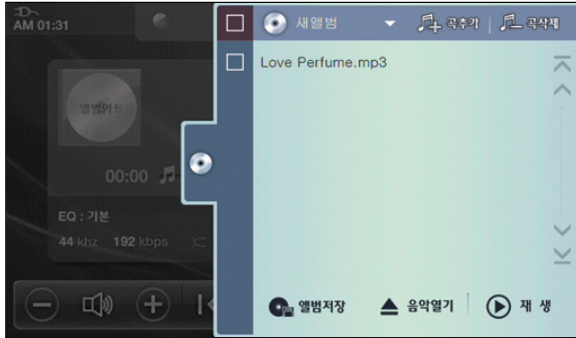 AM 01:31
새앨범 곡추가 곡삭제
Love Perfume.mp3
앨범아트
00:00
EQ : 기본
44 khz 192 kbps
앨범저장 음악열기 재 생